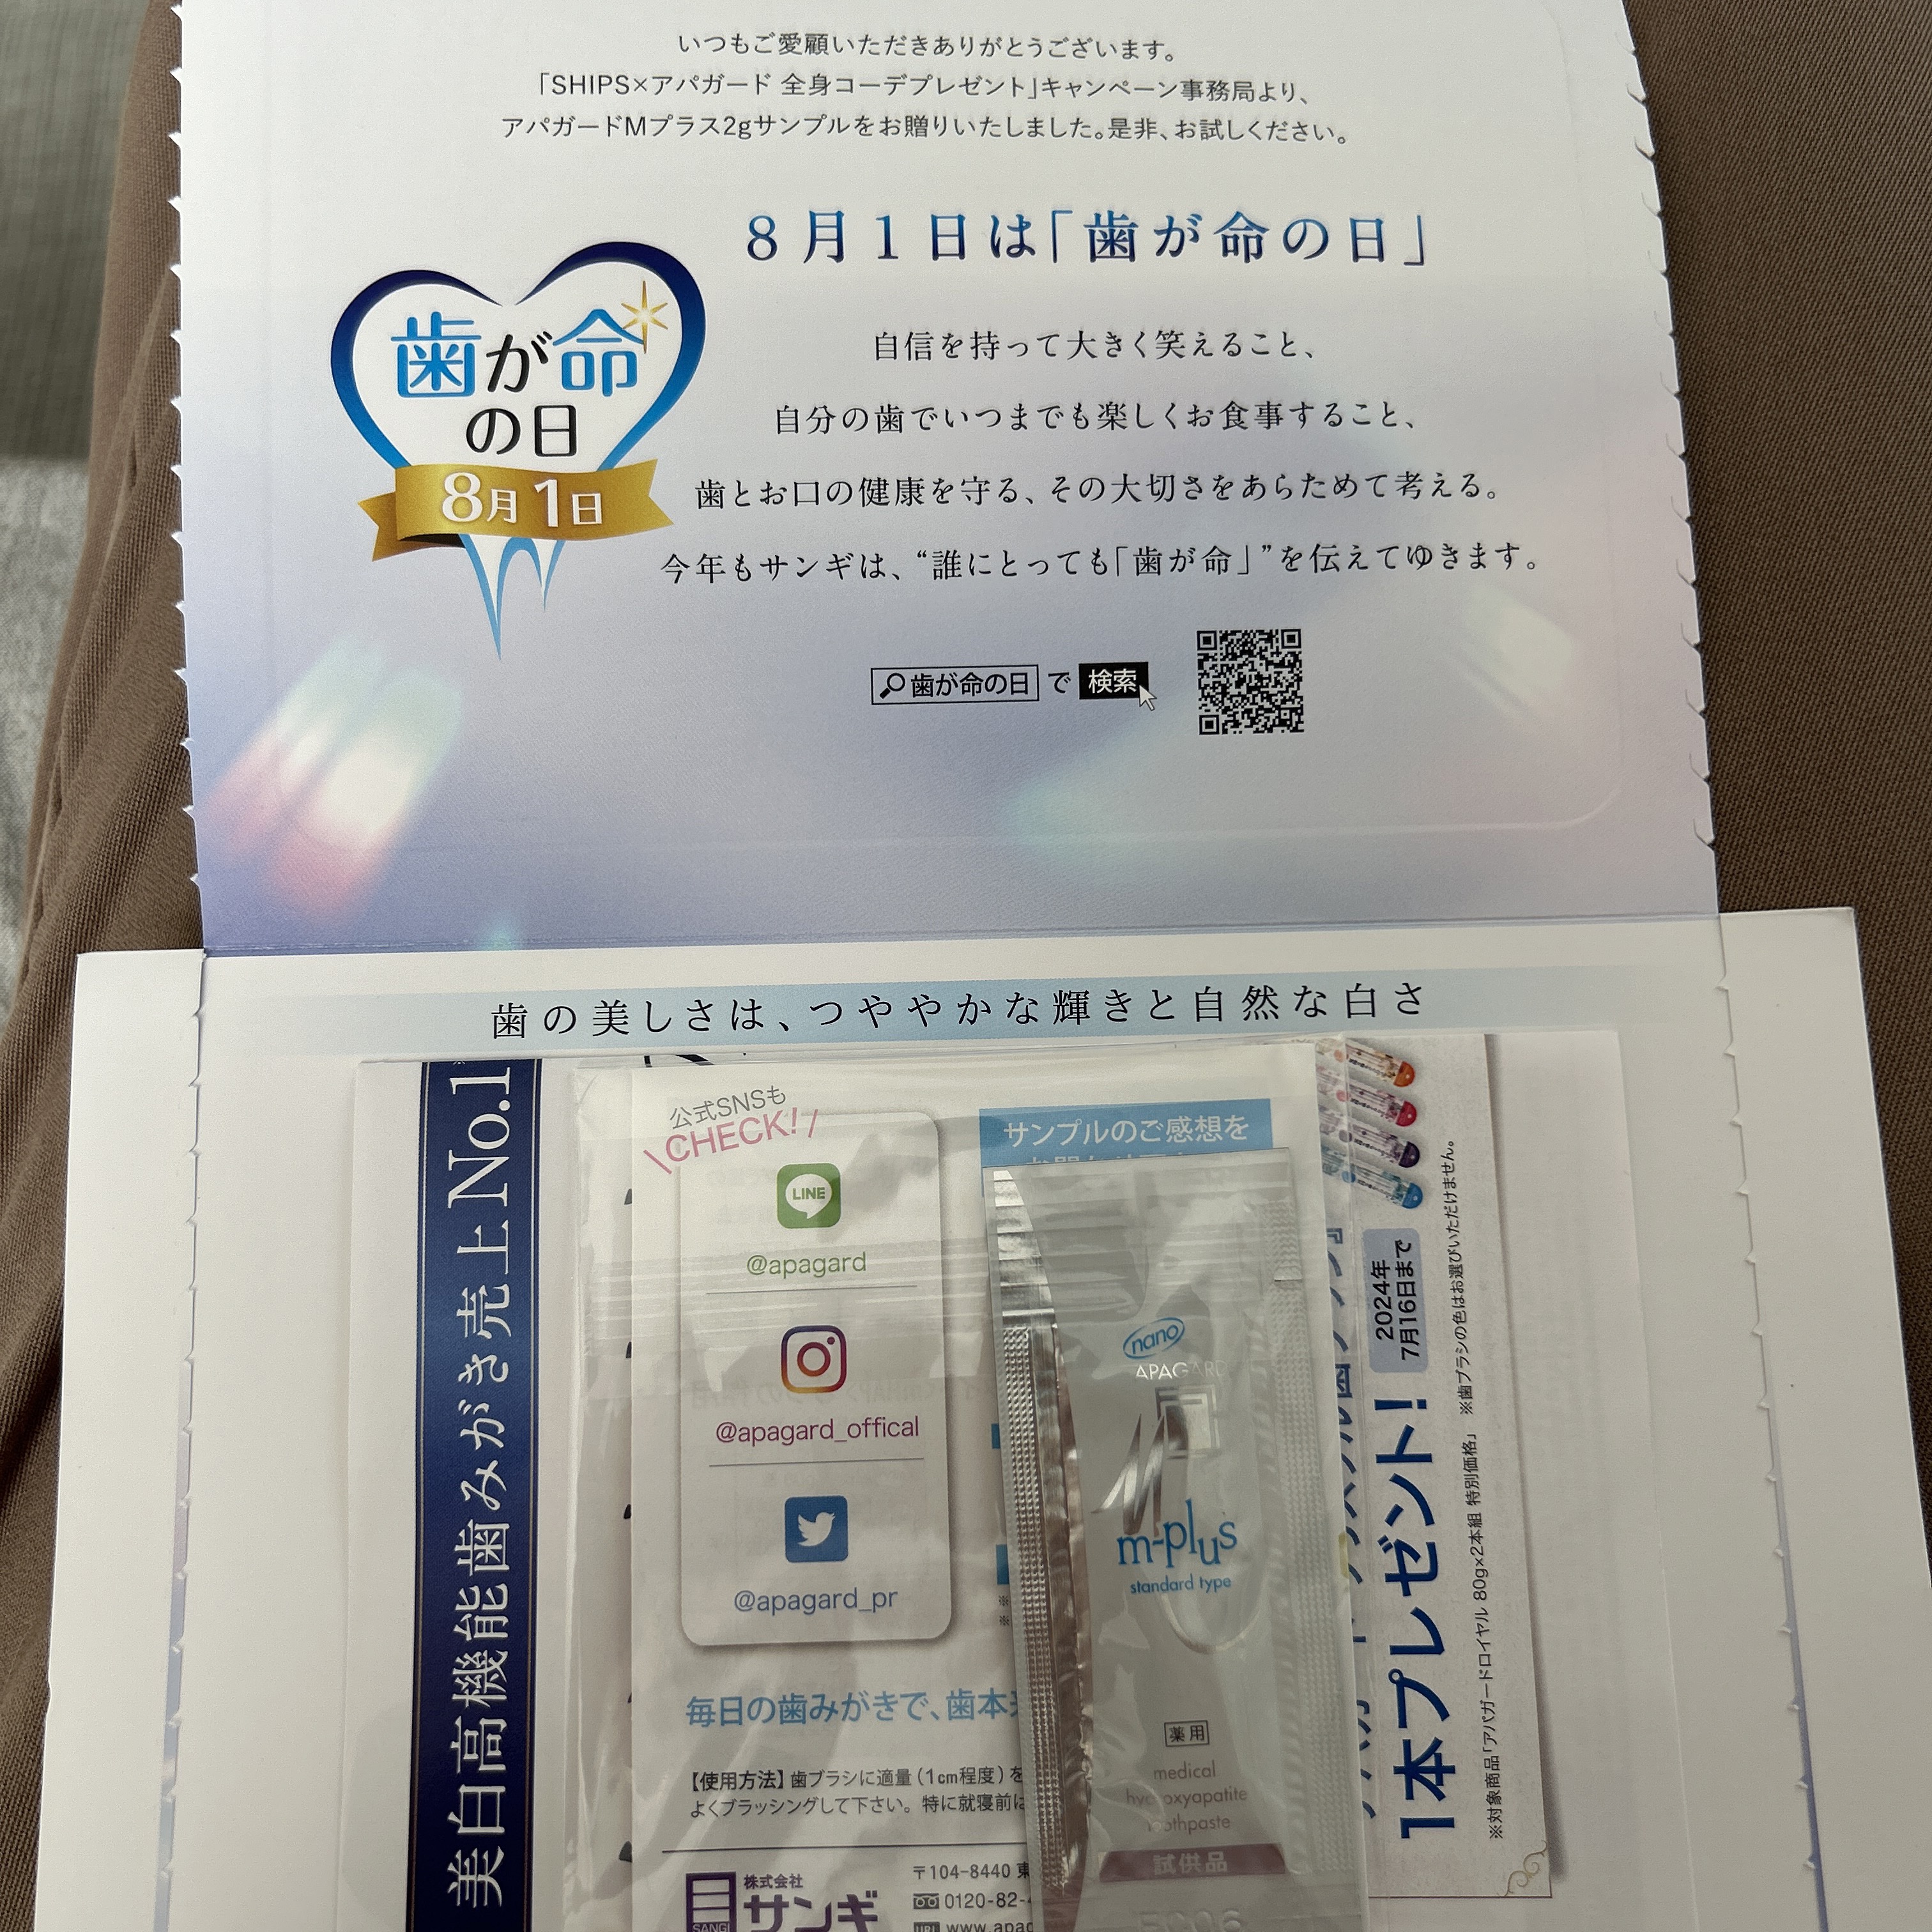 いつもご愛顧いただきありがとうございます。
「SHIPS×アパガード 全身コーデプレゼント」キャンペーン事務局より、
アパガードMプラス2gサンプルをお贈りいたしました。是非、お試しください。
8月1日は「歯が命の日」
歯が命
の日
8月1日
自信を持って大きく笑えること、
自分の歯でいつまでも楽しくお食事すること、
歯とお口の健康を守る、その大切さをあらためて考える。
今年もサンギは、“誰にとっても「歯が命」”を伝えてゆきます。
歯が命の日 で 検索
歯の美しさは、つややかな輝きと自然な白さ
美白高機能歯みがき売上No.1
公式SNSも
\CHECK!/
LINE
@apagard
@apagard_offical
@apagard_pr
サンプルのご感想を
毎日の歯みがきで、歯本
【使用方法】歯ブラシに適量(1cm程度)を
よくブラッシングして下さい。特に就寝前は
株式会社
サンギ
SANGI
〒104-8440 東
0120-82-
URL www.apag
nano
APAGARD
M
m-plus
standard type
薬用
medical
hydroxyapatite
toothpaste
試供品
1本プレゼント!
2024年
7月16日まで
※対象商品「アパガードロイヤル 80g×2本組 特別価格」 ※歯ブラシの色はお選びいただけません。